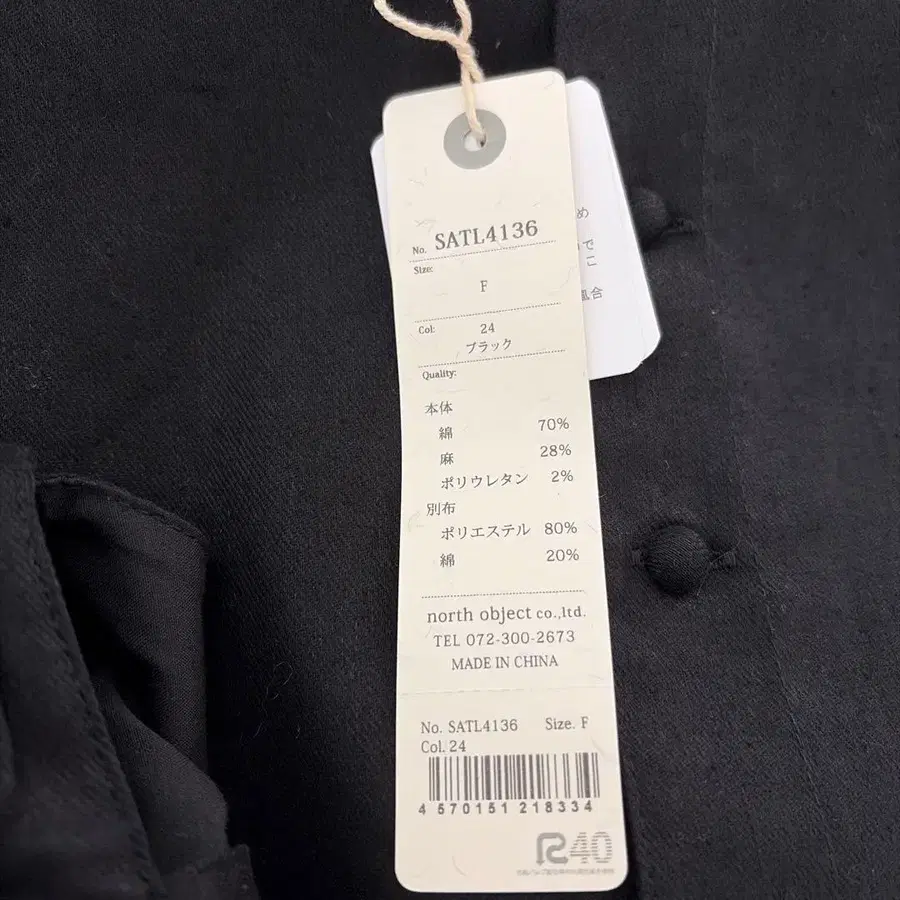 No. SATL4136
Size:
F
Col: 24
ブラック
Quality:
本体
綿 70%
麻 28%
ポリウレタン 2%
別布
ポリエステル 80%
綿 20%
north object co.,ltd.
TEL 072-300-2673
MADE IN CHINA
No. SATL4136 Size. F
Col. 24
4 570151 218334
R40
め
で
こ
風合